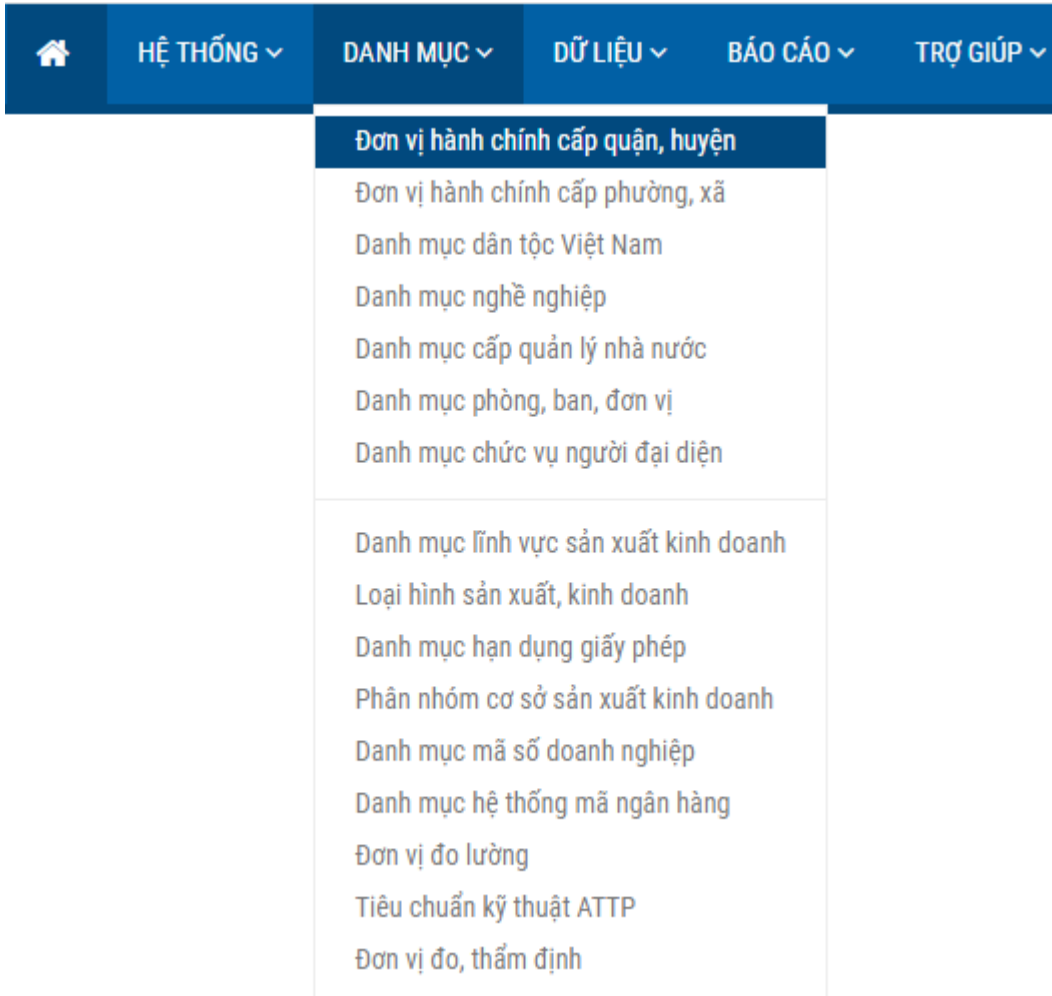 HỆ THỐNG DANH MỤC DỮ LIỆU BÁO CÁO TRỢ GIÚP
Đơn vị hành chính cấp quận, huyện
Đơn vị hành chính cấp phường, xã
Danh mục dân tộc Việt Nam
Danh mục nghề nghiệp
Danh mục cấp quản lý nhà nước
Danh mục phòng, ban, đơn vị
Danh mục chức vụ người đại diện
Danh mục lĩnh vực sản xuất kinh doanh
Loại hình sản xuất, kinh doanh
Danh mục hạn dụng giấy phép
Phân nhóm cơ sở sản xuất kinh doanh
Danh mục mã số doanh nghiệp
Danh mục hệ thống mã ngân hàng
Đơn vị đo lường
Tiêu chuẩn kỹ thuật ATTP
Đơn vị đo, thẩm định